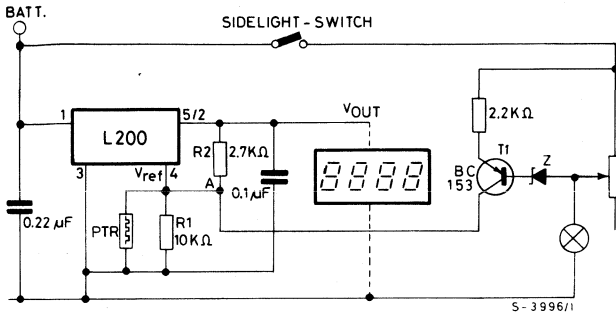 BATT.
SIDELIGHT-SWITCH
1
L200
5/2
VOUT
2.2KΩ
R2
2.7KΩ
T1
3
Vref
4
A
BC
153
Z
0.1µF
8888
0.22µF
PTR
R1
10KΩ
S-3996/1